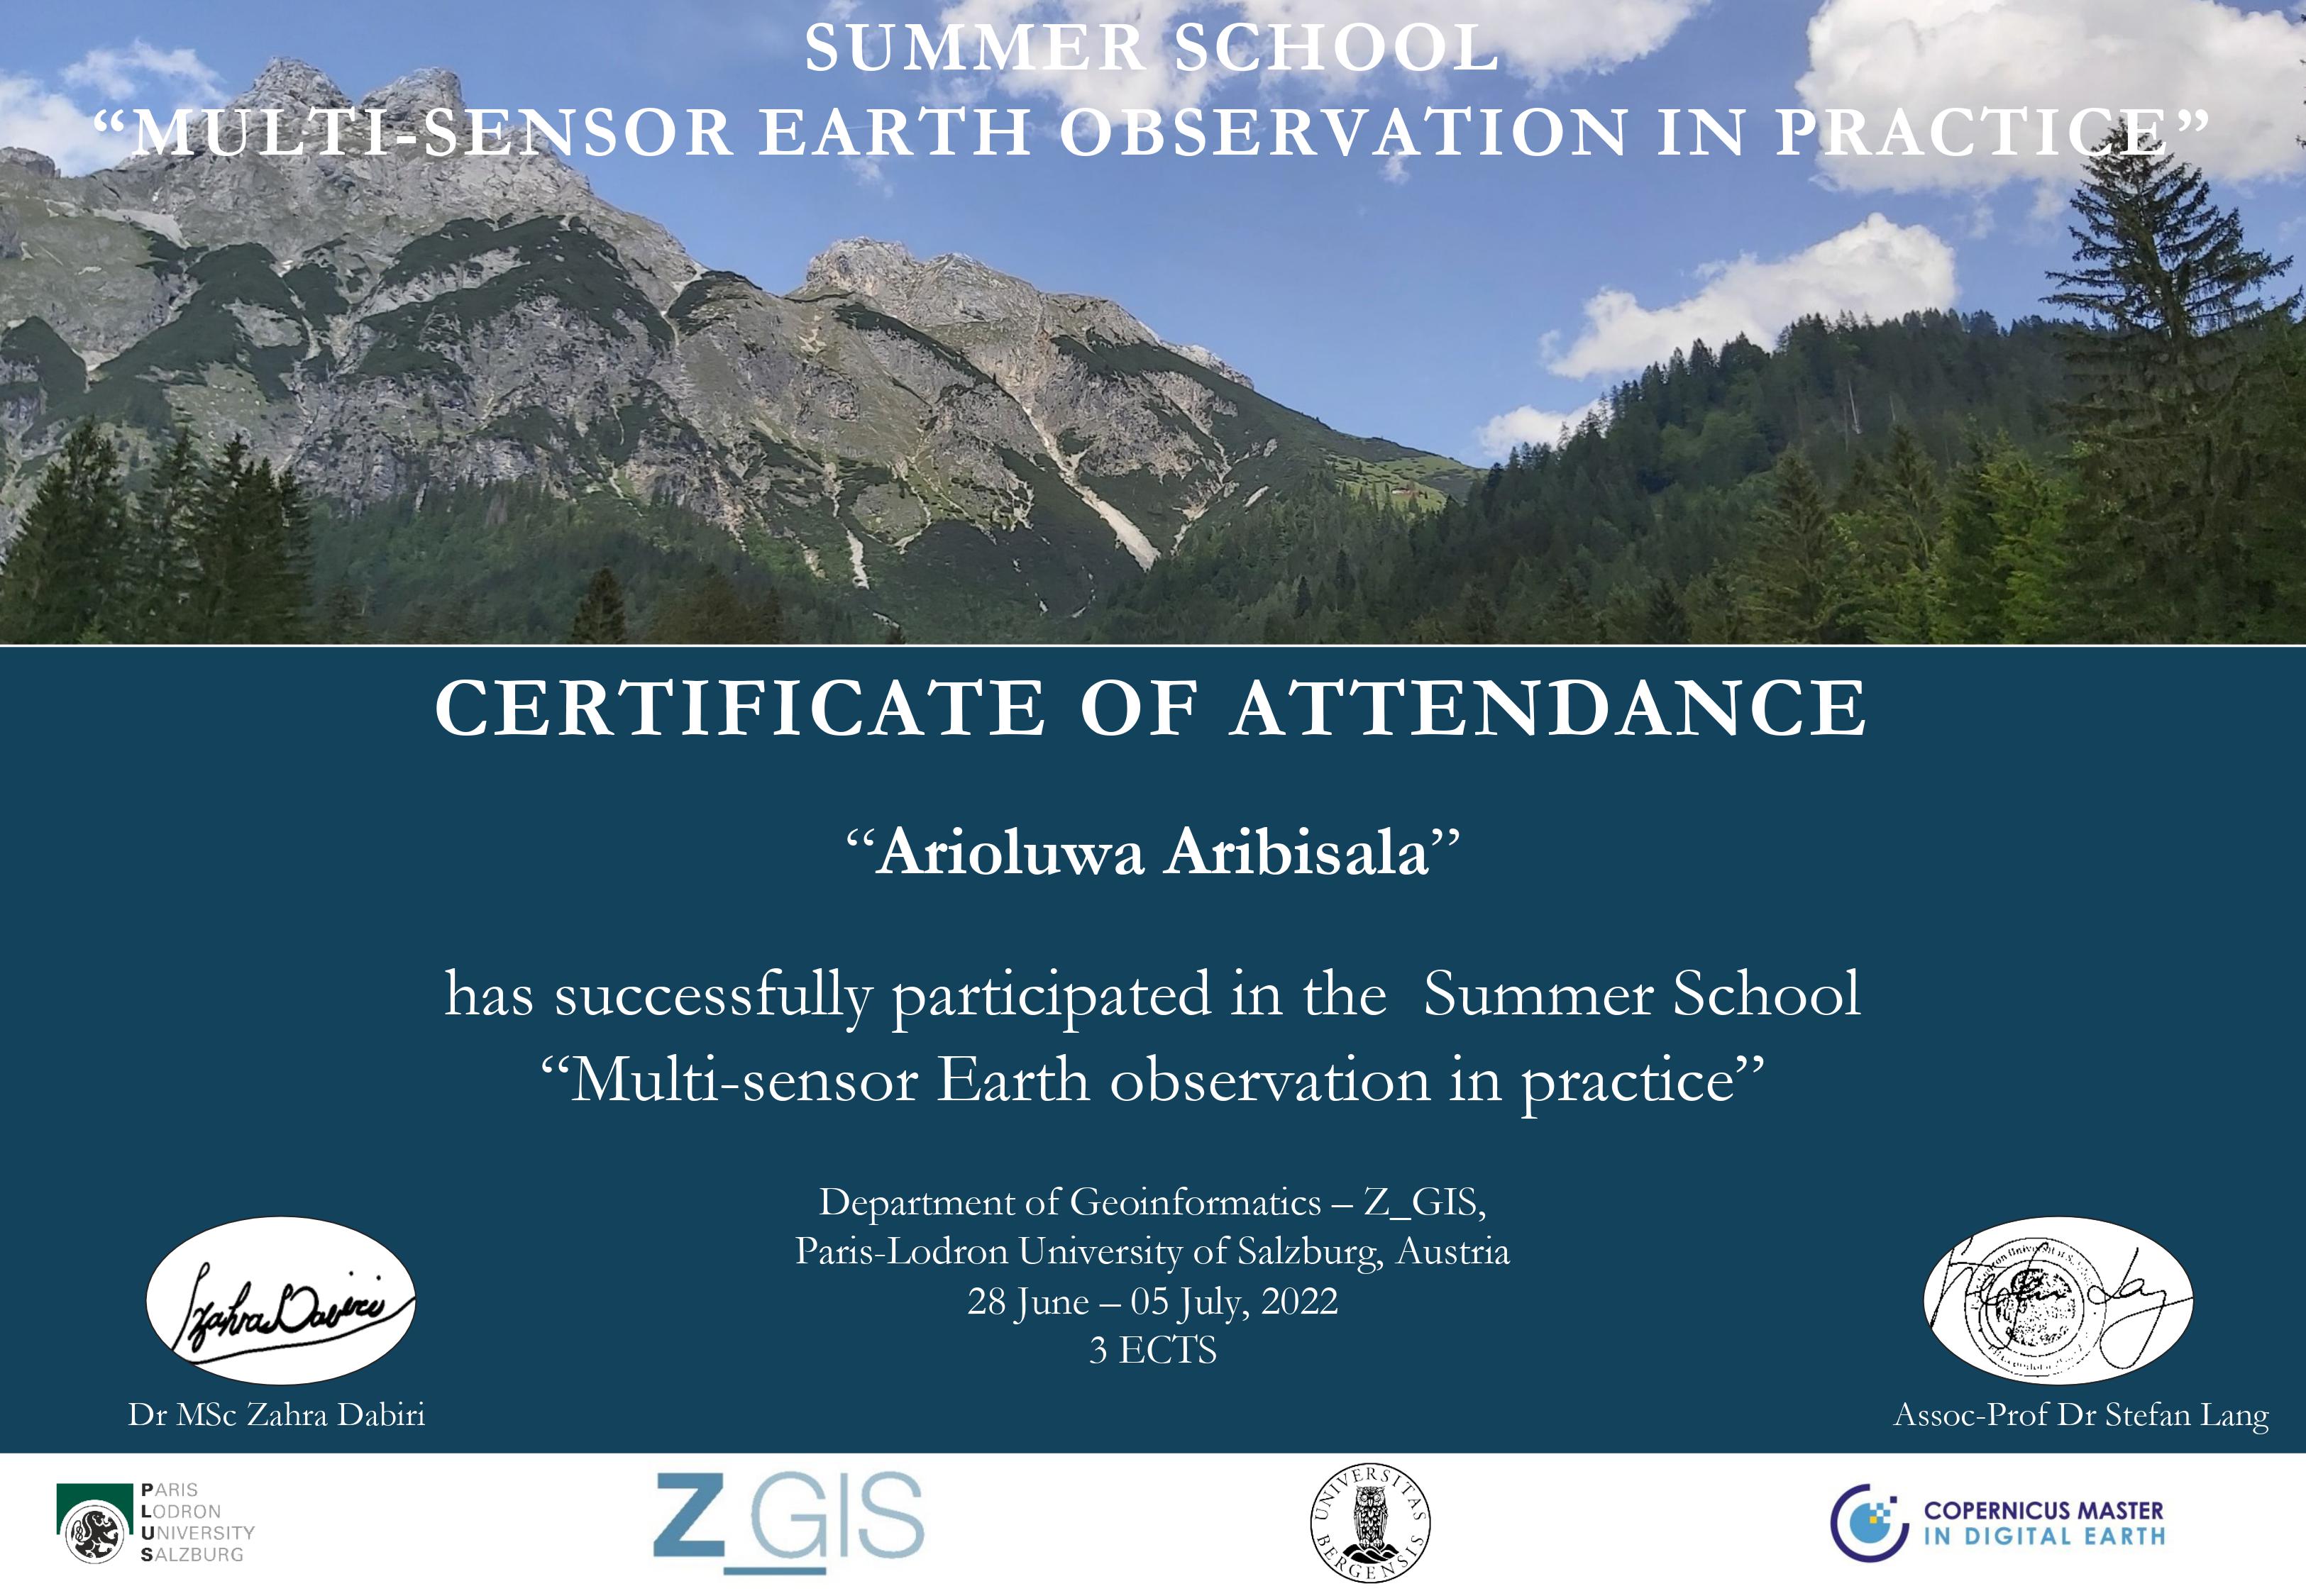 SUMMER SCHOOL
“MULTI-SENSOR EARTH OBSERVATION IN PRACTICE”
CERTIFICATE OF ATTENDANCE
“Arioluwa Aribisala”
has successfully participated in the  Summer School
“Multi-sensor Earth observation in practice”
Department of Geoinformatics – Z_GIS,
Paris-Lodron University of Salzburg, Austria
28 June – 05 July, 2022
3 ECTS
Zahra Dabiri
Dr MSc Zahra Dabiri
Assoc-Prof Dr Stefan Lang
PARIS
LODRON
UNIVERSITY
SALZBURG
Z_GIS
UNIVERSITAS
BERGENSIS
COPERNICUS MASTER
IN DIGITAL EARTH